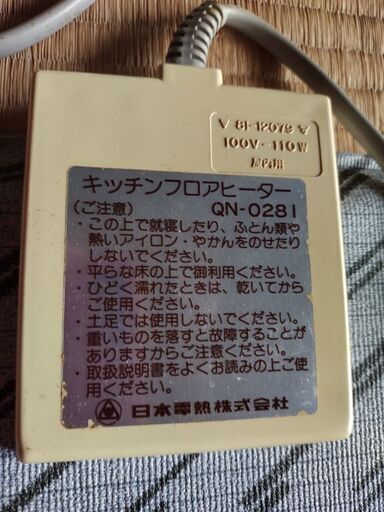 ▽ 81-12079 ▽
100V-110W
屋内用
キッチンフロアヒーター
(ご注意) QN-0281
・この上で就寝したり、ふとん類や
熱いアイロン・やかんをのせたり
しないでください。
・平らな床の上で御利用ください。
・ひどく濡れたときは、乾いてから
ご使用ください。
・土足では使用しないでください。
・重いものを落すと故障することが
ありますからご注意ください。
・取扱説明書をよくお読みの上ご使
用ください。
日本電熱株式会社